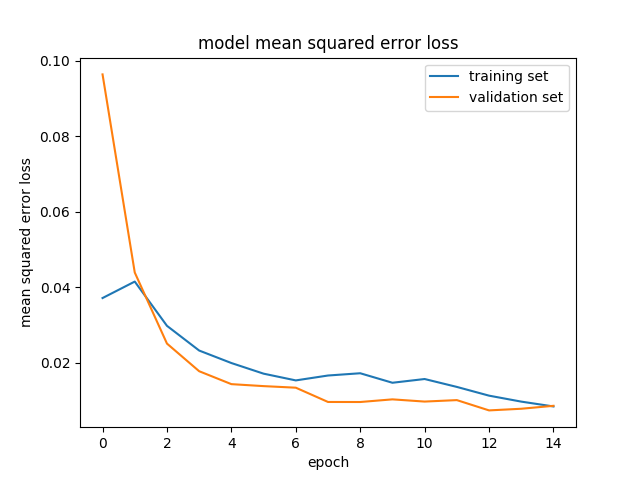 model mean squared error loss
training set
validation set
0.10
0.08
0.06
0.04
0.02
mean squared error loss
0 2 4 6 8 10 12 14
epoch